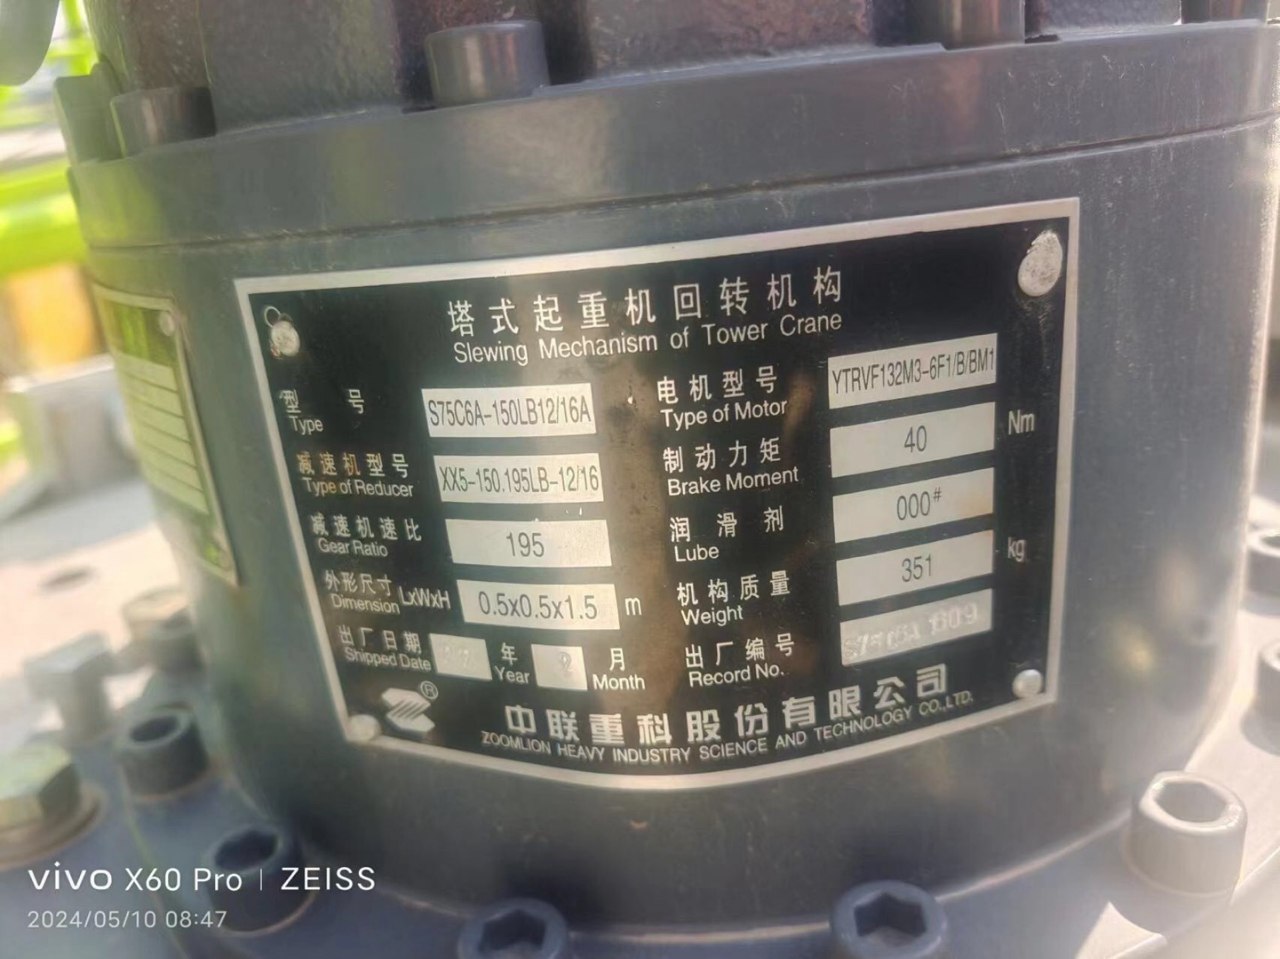 塔式起重机回转机构
Slewing Mechanism of Tower Crane
型号 S75C6A-150LB12/16A 电机型号 YTRVF132M3-6F1/B/BM1
Type Type of Motor
减速机型号 XX5-150.195LB-12/16 制动力矩 40 Nm
Type of Reducer Brake Moment
减速机速比 195 润滑剂 000#
Gear Ratio Lube
外形尺寸 LxWxH 0.5x0.5x1.5 m 机构质量 351 kg
Dimension Weight
出厂日期 年 2 月 出厂编号
Shipped Date Year Month Record No.
®
中联重科股份有限公司
ZOOMLION HEAVY INDUSTRY SCIENCE AND TECHNOLOGY CO.,LTD.
vivo X60 Pro | ZEISS
2024/05/10 08:47